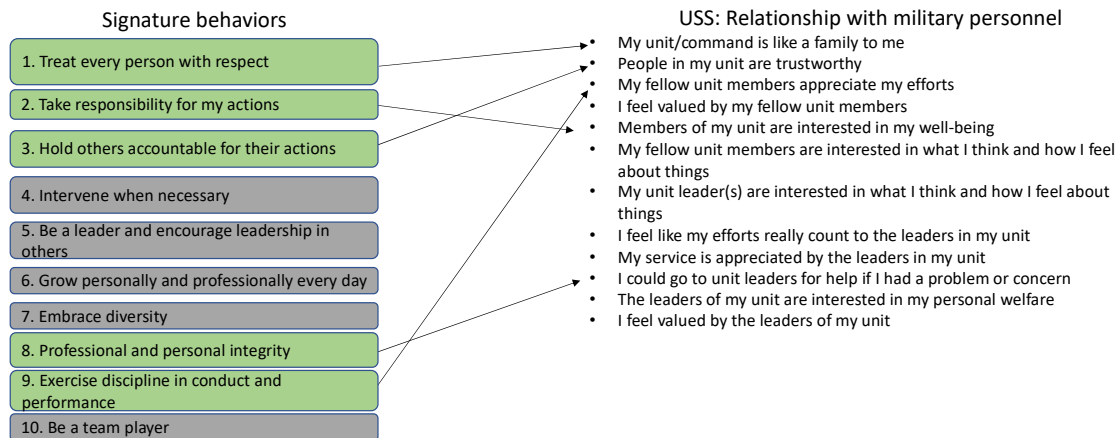 Signature behaviors
1. Treat every person with respect
2. Take responsibility for my actions
3. Hold others accountable for their actions
4. Intervene when necessary
5. Be a leader and encourage leadership in
others
6. Grow personally and professionally every day
7. Embrace diversity
8. Professional and personal integrity
9. Exercise discipline in conduct and
performance
10. Be a team player
USS: Relationship with military personnel
• My unit/command is like a family to me
• People in my unit are trustworthy
• My fellow unit members appreciate my efforts
• I feel valued by my fellow unit members
• Members of my unit are interested in my well-being
• My fellow unit members are interested in what I think and how I feel
about things
• My unit leader(s) are interested in what I think and how I feel about
things
• I feel like my efforts really count to the leaders in my unit
• My service is appreciated by the leaders in my unit
• I could go to unit leaders for help if I had a problem or concern
• The leaders of my unit are interested in my personal welfare
• I feel valued by the leaders of my unit